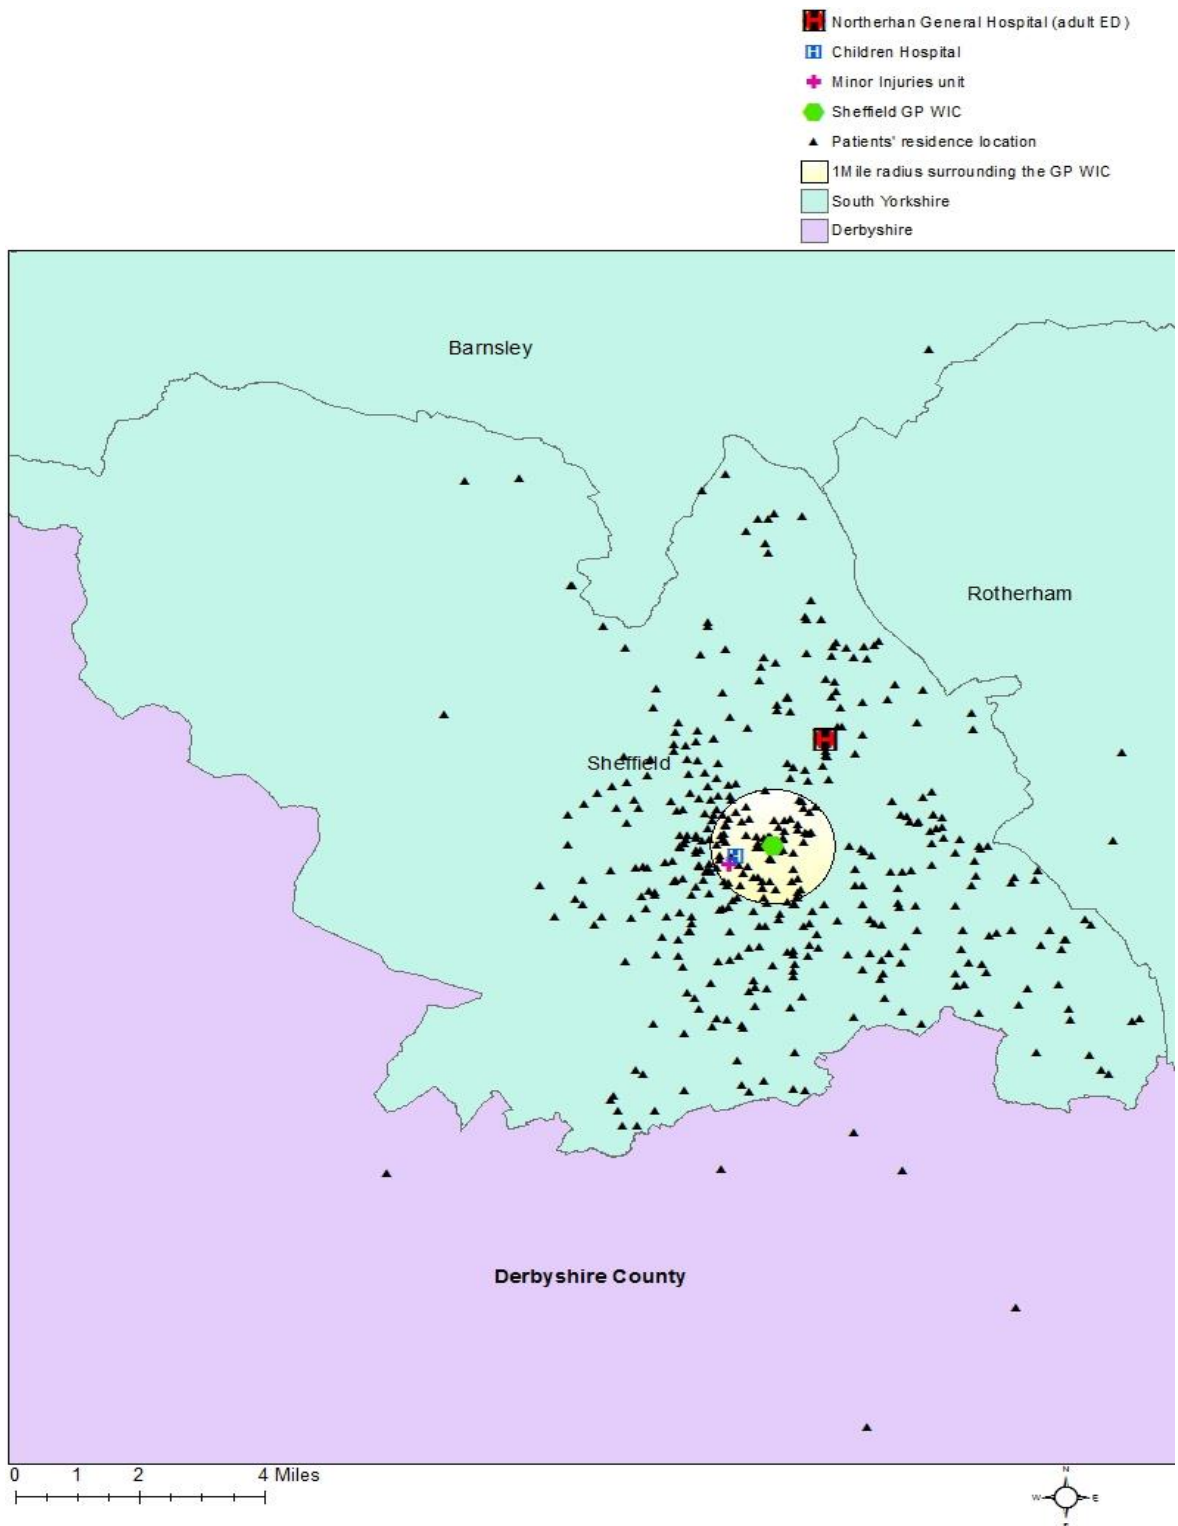 Northerhan General Hospital (adult ED)
H Children Hospital
Minor Injuries unit
Sheffield GP WIC
Patients' residence location
1Mile radius surrounding the GP WIC
South Yorkshire
Derbyshire
Barnsley
Rotherham
Sheffield
H
H
Derbyshire County
0 1 2 4 Miles
N
W E